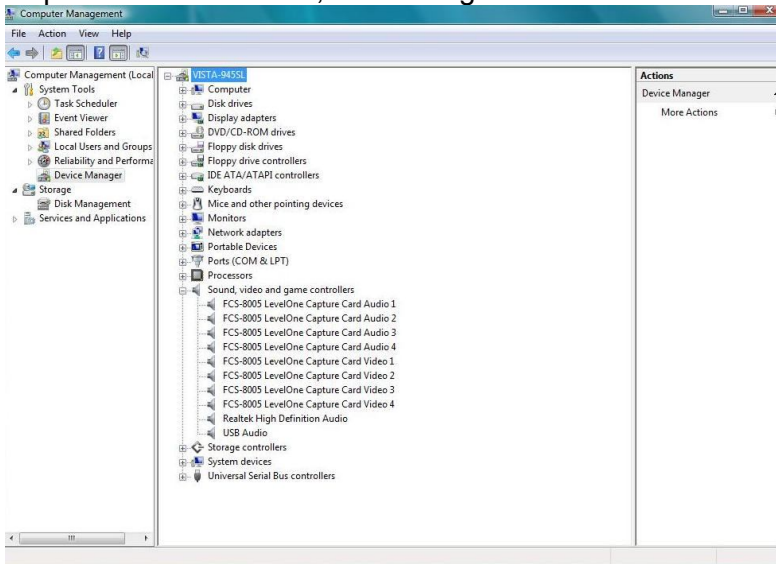 Computer Management
File Action View Help
Computer Management (Local
System Tools
Task Scheduler
Event Viewer
Shared Folders
Local Users and Groups
Reliability and Performa
Device Manager
Storage
Disk Management
Services and Applications
VISTA-945SL
Computer
Disk drives
Display adapters
DVD/CD-ROM drives
Floppy disk drives
Floppy drive controllers
IDE ATA/ATAPI controllers
Keyboards
Mice and other pointing devices
Monitors
Network adapters
Portable Devices
Ports (COM & LPT)
Processors
Sound, video and game controllers
FCS-8005 LevelOne Capture Card Audio 1
FCS-8005 LevelOne Capture Card Audio 2
FCS-8005 LevelOne Capture Card Audio 3
FCS-8005 LevelOne Capture Card Audio 4
FCS-8005 LevelOne Capture Card Video 1
FCS-8005 LevelOne Capture Card Video 2
FCS-8005 LevelOne Capture Card Video 3
FCS-8005 LevelOne Capture Card Video 4
Realtek High Definition Audio
USB Audio
Storage controllers
System devices
Universal Serial Bus controllers
Actions
Device Manager
More Actions